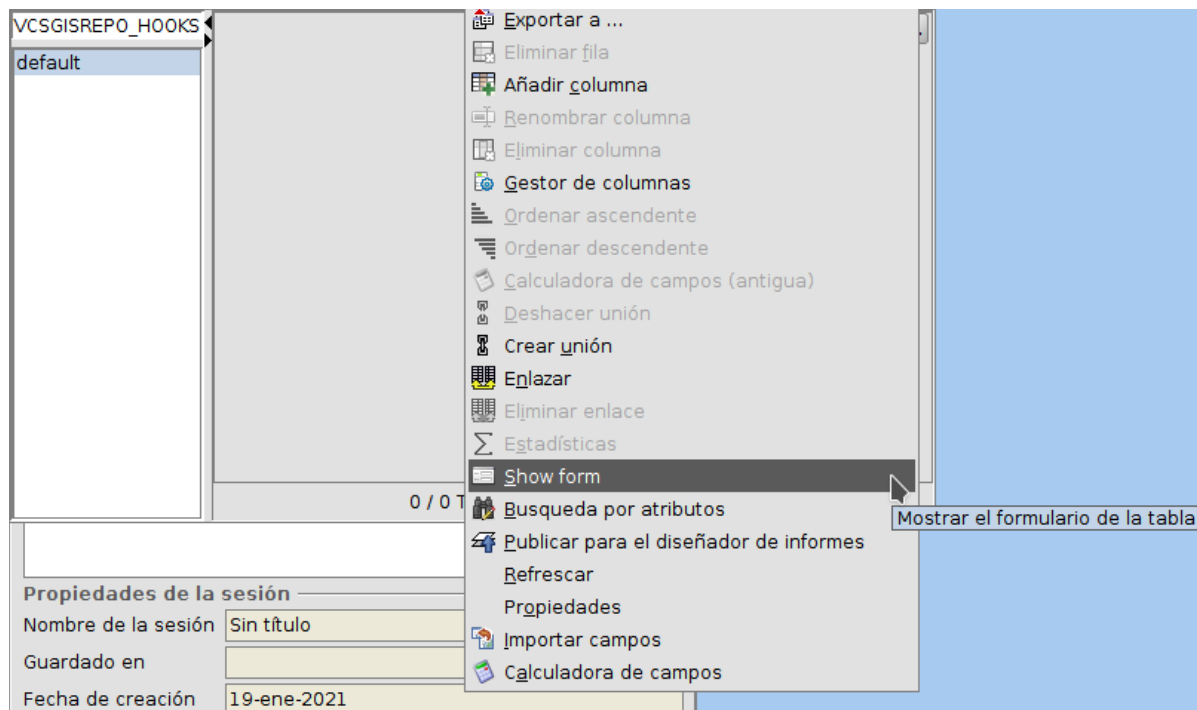 VCSGISREPO_HOOKS
default
0 / 0 T
Exportar a ...
Eliminar fila
Añadir columna
Renombrar columna
Eliminar columna
Gestor de columnas
Ordenar ascendente
Ordenar descendente
Calculadora de campos (antigua)
Deshacer unión
Crear unión
Enlazar
Eliminar enlace
Estadísticas
Show form
Busqueda por atributos
Publicar para el diseñador de informes
Refrescar
Propiedades
Importar campos
Calculadora de campos
Mostrar el formulario de la tabla
Propiedades de la sesión
Nombre de la sesión Sin título
Guardado en
Fecha de creación 19-ene-2021